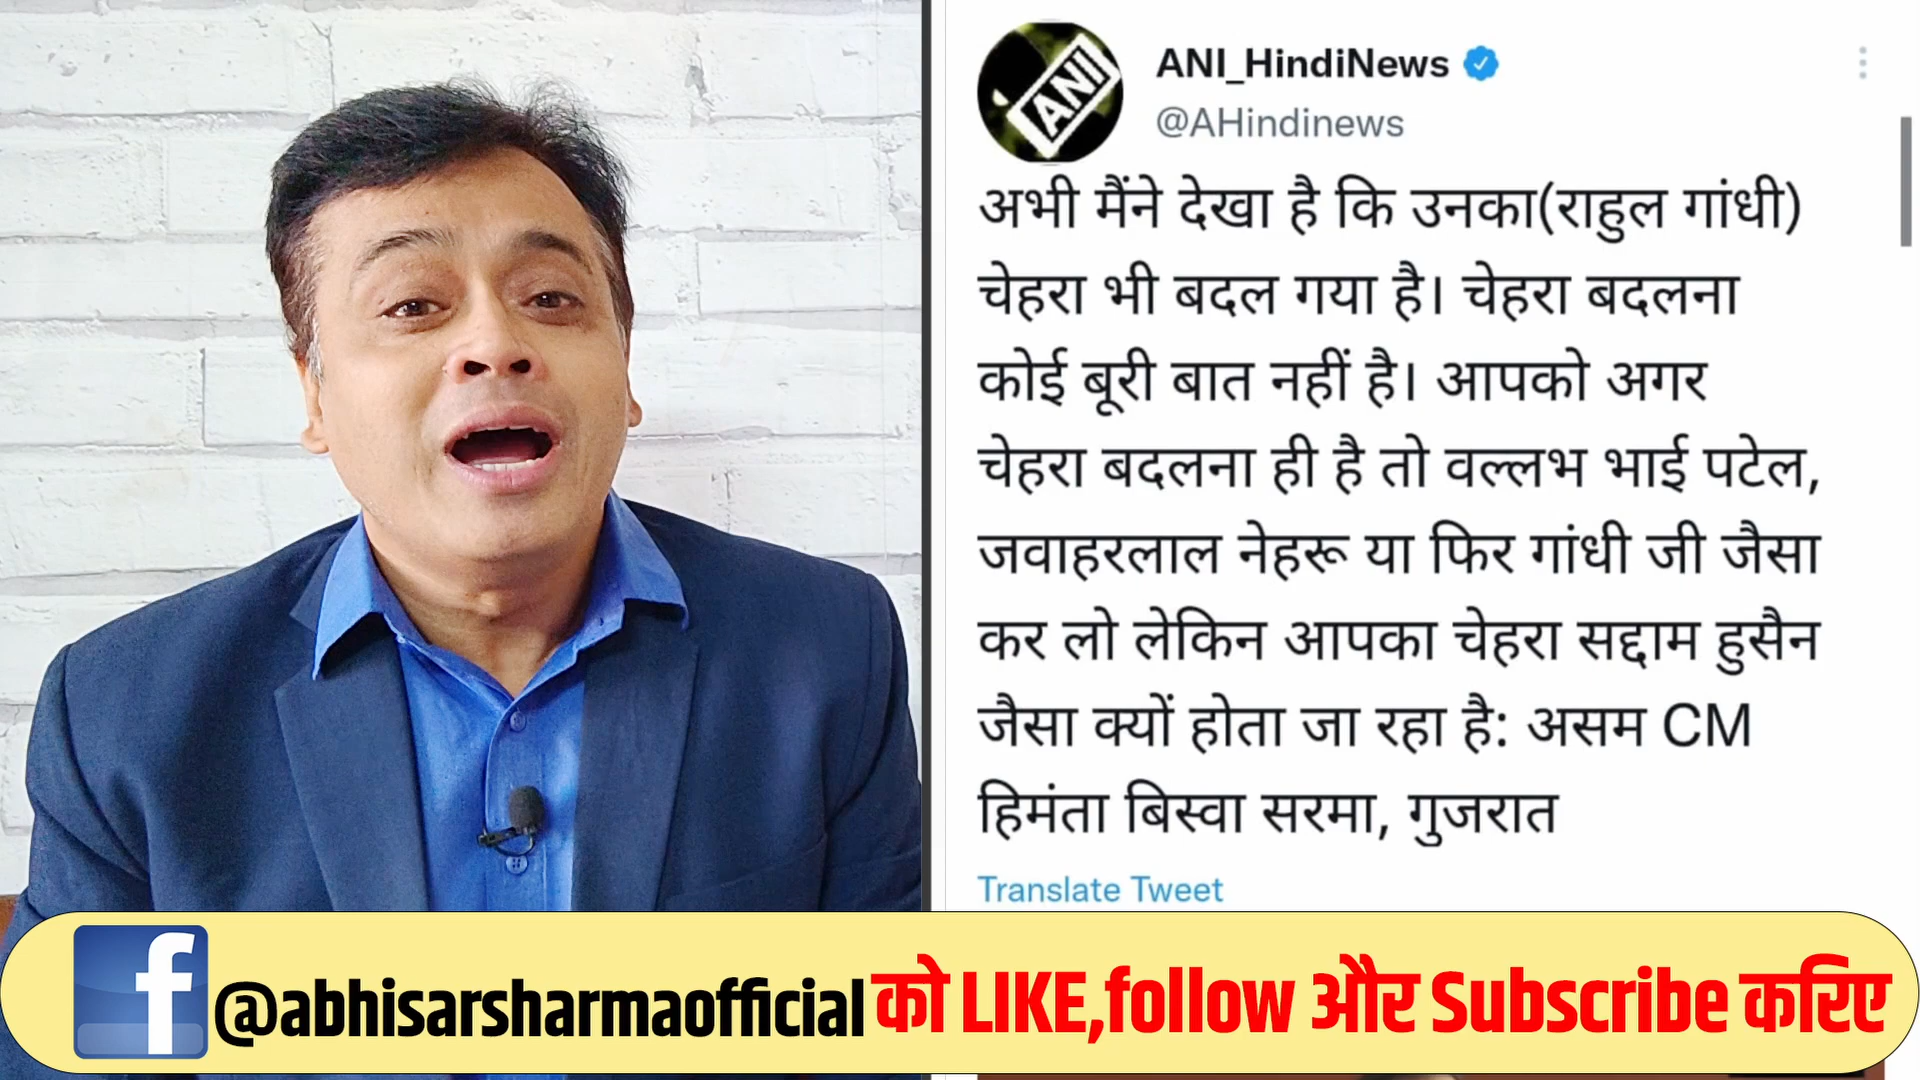 ANI
ANI_HindiNews
@AHindinews
अभी मैंने देखा है कि उनका(राहुल गांधी)
चेहरा भी बदल गया है। चेहरा बदलना
कोई बूरी बात नहीं है। आपको अगर
चेहरा बदलना ही है तो वल्लभ भाई पटेल,
जवाहरलाल नेहरू या फिर गांधी जी जैसा
कर लो लेकिन आपका चेहरा सद्दाम हुसैन
जैसा क्यों होता जा रहा है: असम CM
हिमंता बिस्वा सरमा, गुजरात
Translate Tweet
f @abhisarsharmaofficial को LIKE,follow और Subscribe करिए